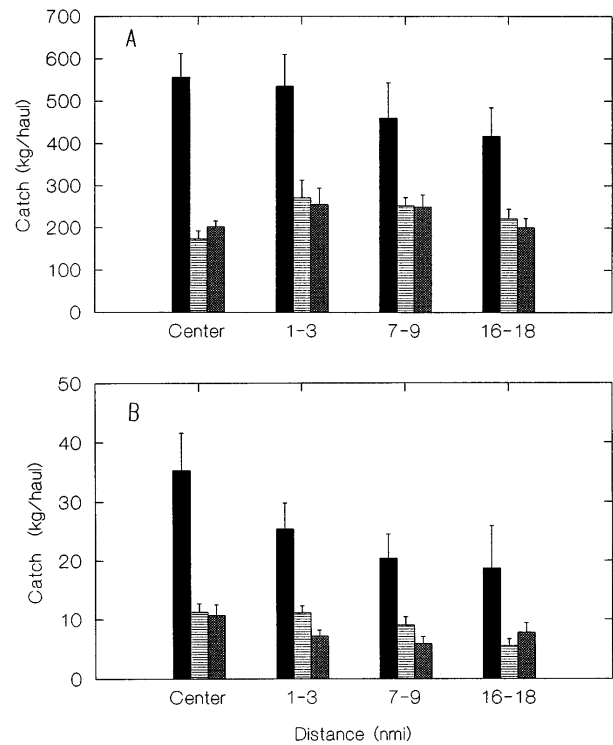 A
Catch (kg/haul)
700
600
500
400
300
200
100
0
Center 1-3 7-9 16-18
B
Catch (kg/haul)
50
40
30
20
10
0
Center 1-3 7-9 16-18
Distance (nmi)